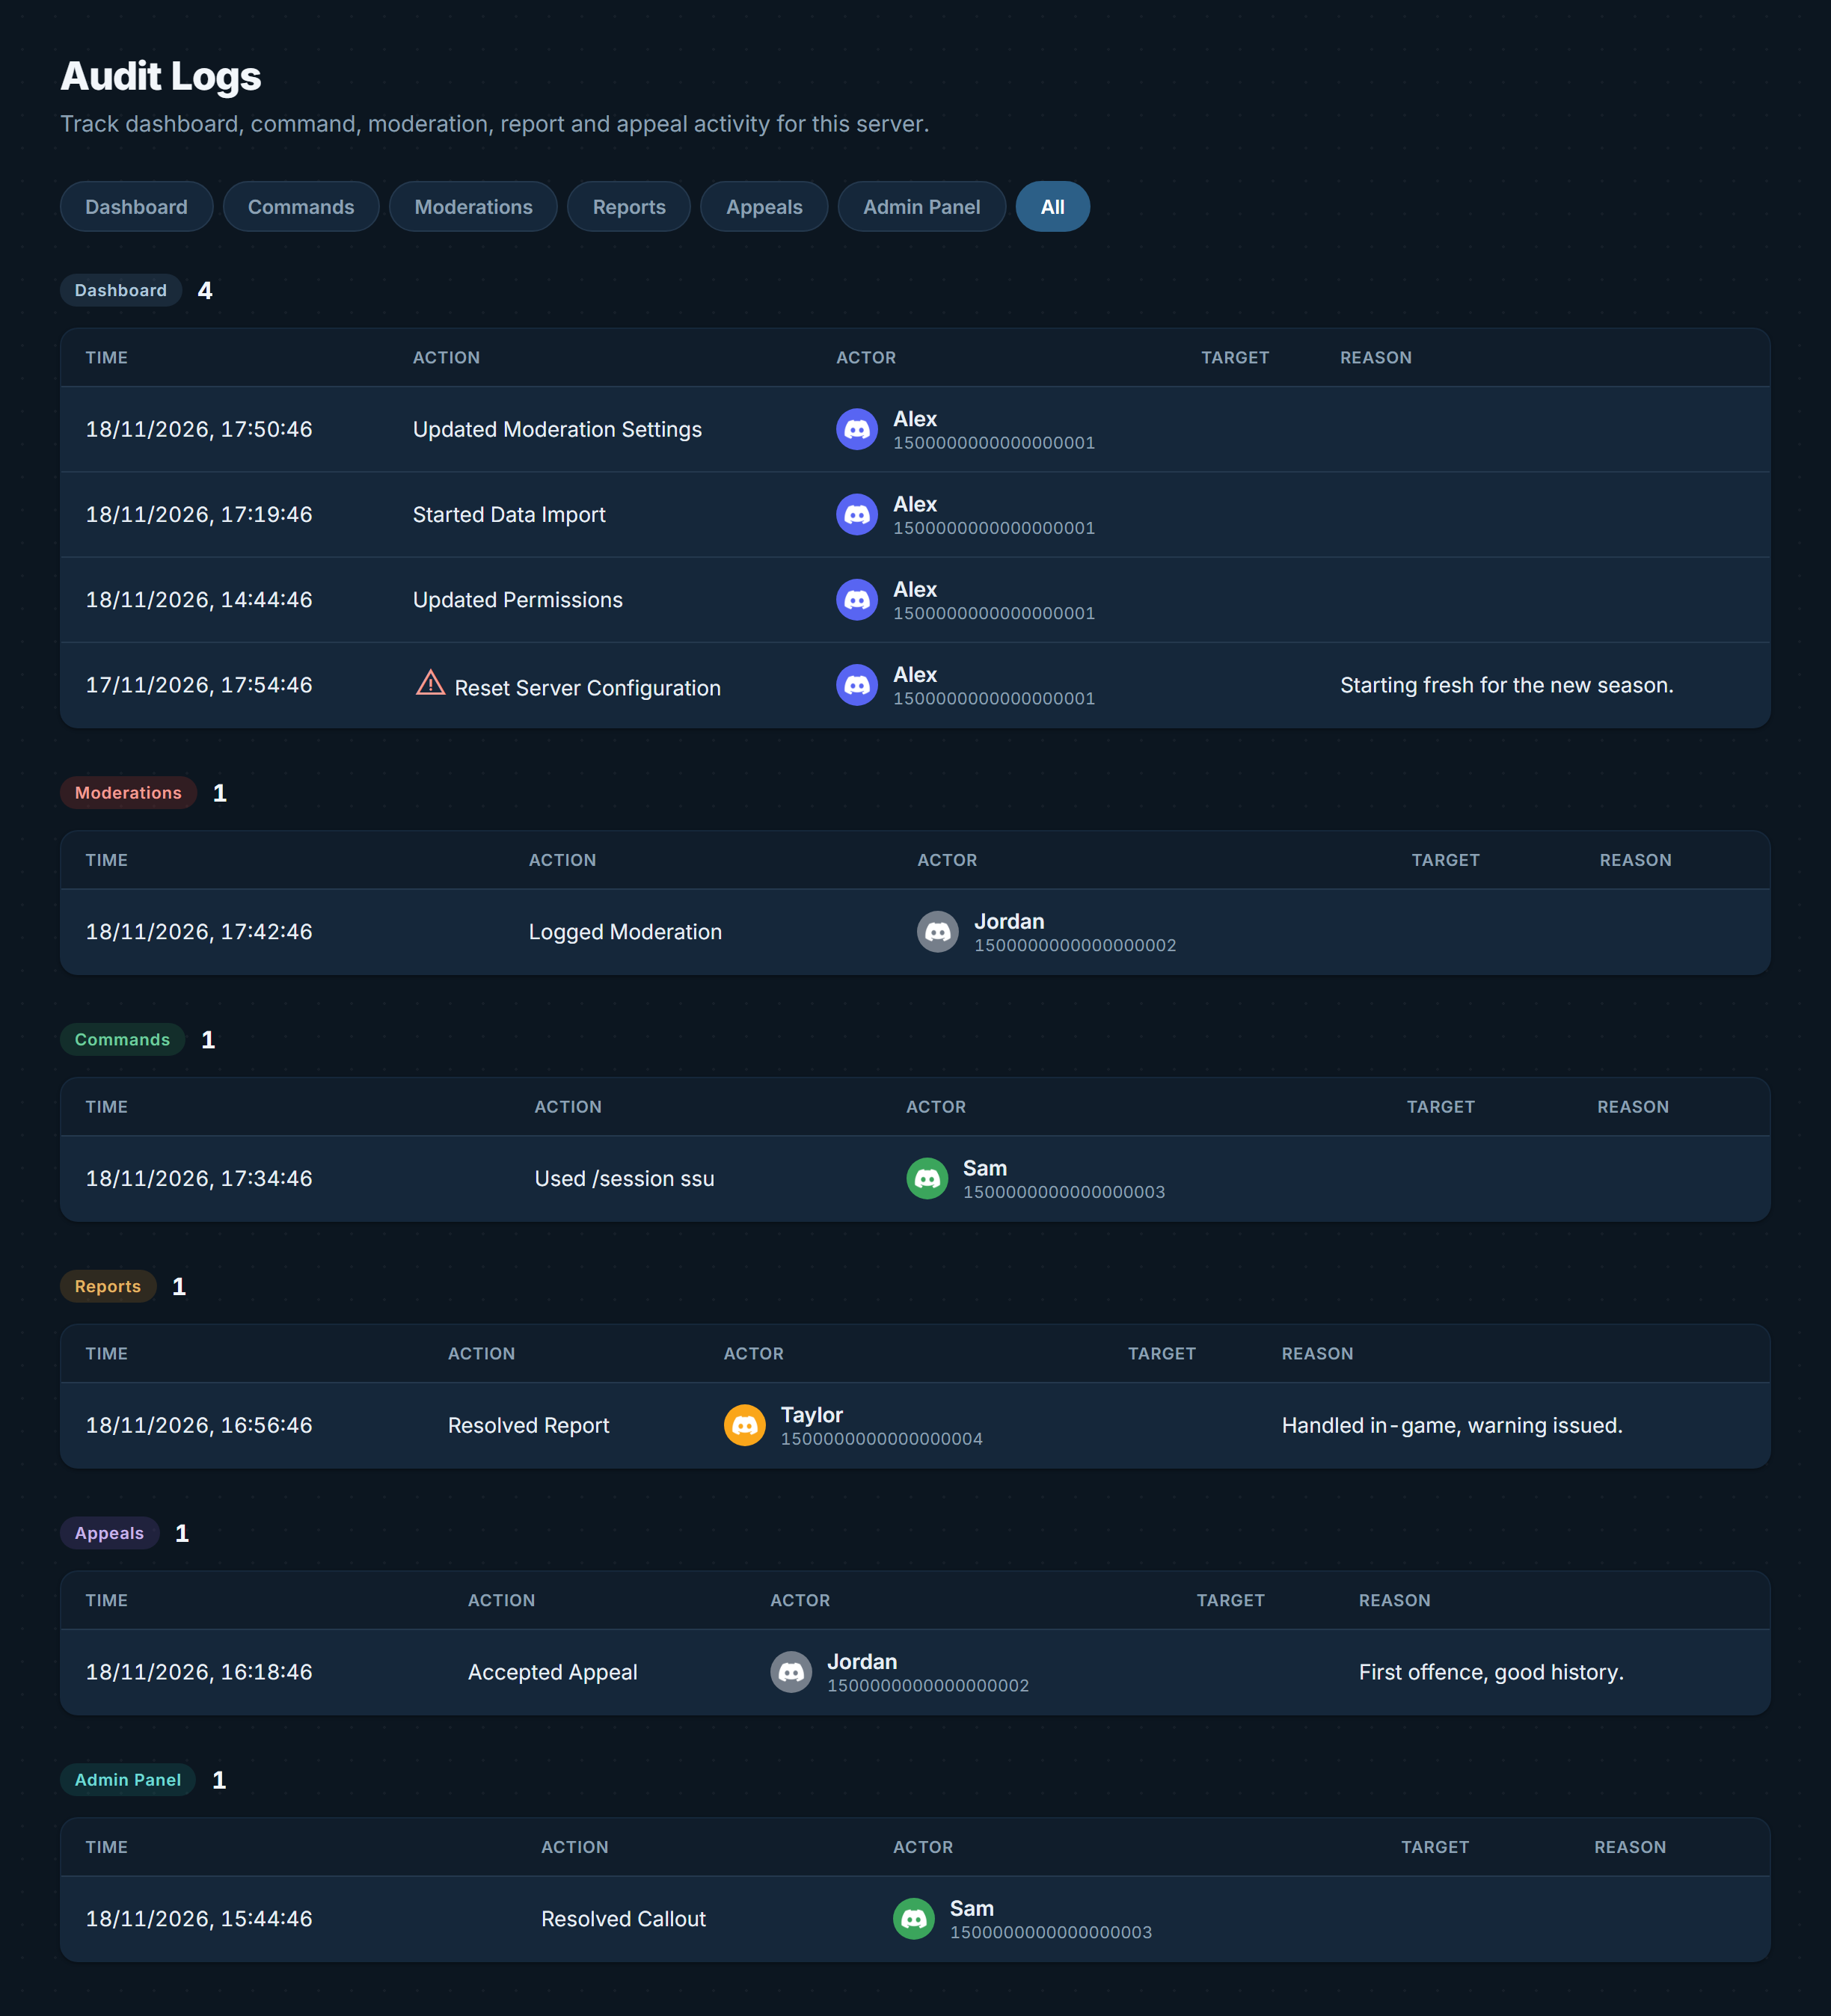 Audit Logs
Track dashboard, command, moderation, report and appeal activity for this server.
Dashboard Commands Moderations Reports Appeals Admin Panel All
Dashboard 4
TIME ACTION ACTOR TARGET REASON
18/11/2026, 17:50:46 Updated Moderation Settings Alex
1500000000000000001
18/11/2026, 17:19:46 Started Data Import Alex
1500000000000000001
18/11/2026, 14:44:46 Updated Permissions Alex
1500000000000000001
17/11/2026, 17:54:46 Reset Server Configuration Alex Starting fresh for the new season.
1500000000000000001
Moderations 1
TIME ACTION ACTOR TARGET REASON
18/11/2026, 17:42:46 Logged Moderation Jordan
1500000000000000002
Commands 1
TIME ACTION ACTOR TARGET REASON
18/11/2026, 17:34:46 Used /session ssu Sam
1500000000000000003
Reports 1
TIME ACTION ACTOR TARGET REASON
18/11/2026, 16:56:46 Resolved Report Taylor Handled in-game, warning issued.
1500000000000000004
Appeals 1
TIME ACTION ACTOR TARGET REASON
18/11/2026, 16:18:46 Accepted Appeal Jordan First offence, good history.
1500000000000000002
Admin Panel 1
TIME ACTION ACTOR TARGET REASON
18/11/2026, 15:44:46 Resolved Callout Sam
1500000000000000003